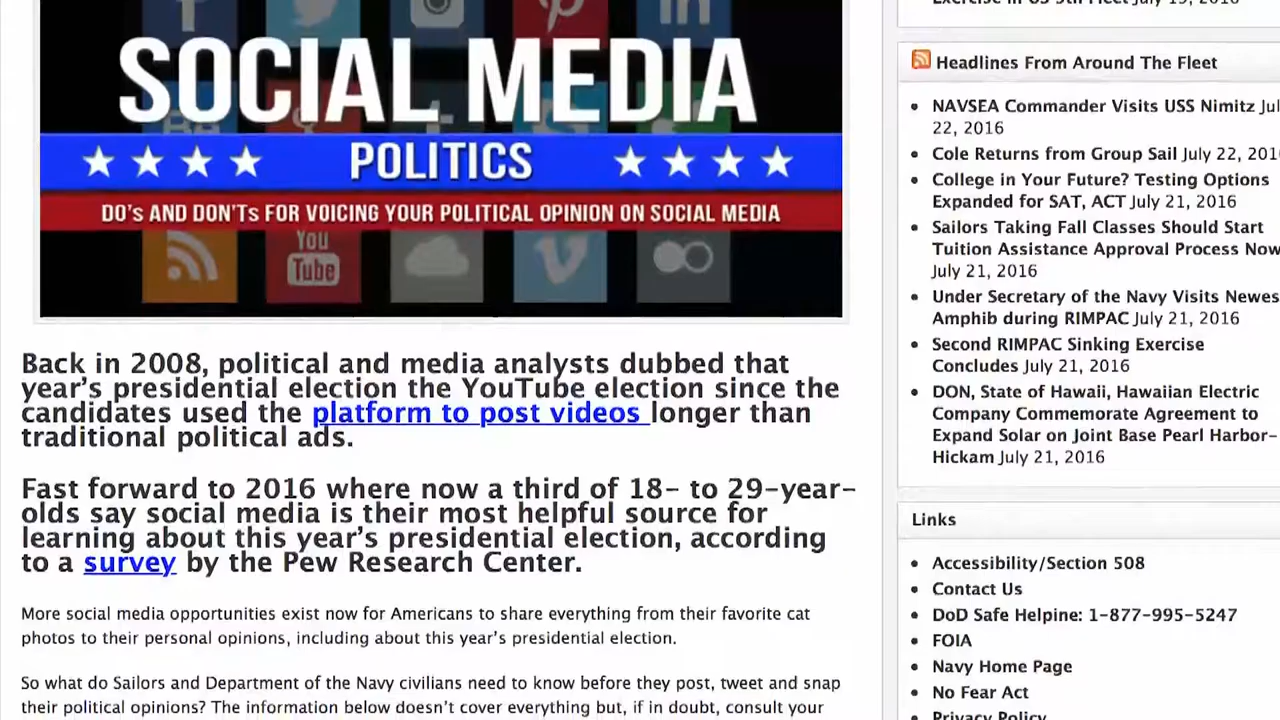 SOCIAL MEDIA
POLITICS
DO's AND DON'Ts FOR VOICING YOUR POLITICAL OPINION ON SOCIAL MEDIA
You
Tube
Back in 2008, political and media analysts dubbed that
year's presidential election the YouTube election since the
candidates used the platform to post videos longer than
traditional political ads.
Fast forward to 2016 where now a third of 18- to 29-year-
olds say social media is their most helpful source for
learning about this year's presidential election, according
to a survey by the Pew Research Center.
More social media opportunities exist now for Americans to share everything from their favorite cat
photos to their personal opinions, including about this year's presidential election.
So what do Sailors and Department of the Navy civilians need to know before they post, tweet and snap
their political opinions? The information below doesn't cover everything but, if in doubt, consult your
Exercise in US 5th Fleet July 19, 2016
Headlines From Around The Fleet
NAVSEA Commander Visits USS Nimitz Jul
22, 2016
Cole Returns from Group Sail July 22, 201
College in Your Future? Testing Options
Expanded for SAT, ACT July 21, 2016
Sailors Taking Fall Classes Should Start
Tuition Assistance Approval Process Now
July 21, 2016
Under Secretary of the Navy Visits Newes
Amphib during RIMPAC July 21, 2016
Second RIMPAC Sinking Exercise
Concludes July 21, 2016
DON, State of Hawaii, Hawaiian Electric
Company Commemorate Agreement to
Expand Solar on Joint Base Pearl Harbor-
Hickam July 21, 2016
Links
Accessibility/Section 508
Contact Us
DoD Safe Helpine: 1-877-995-5247
FOIA
Navy Home Page
No Fear Act
Privacy Policy